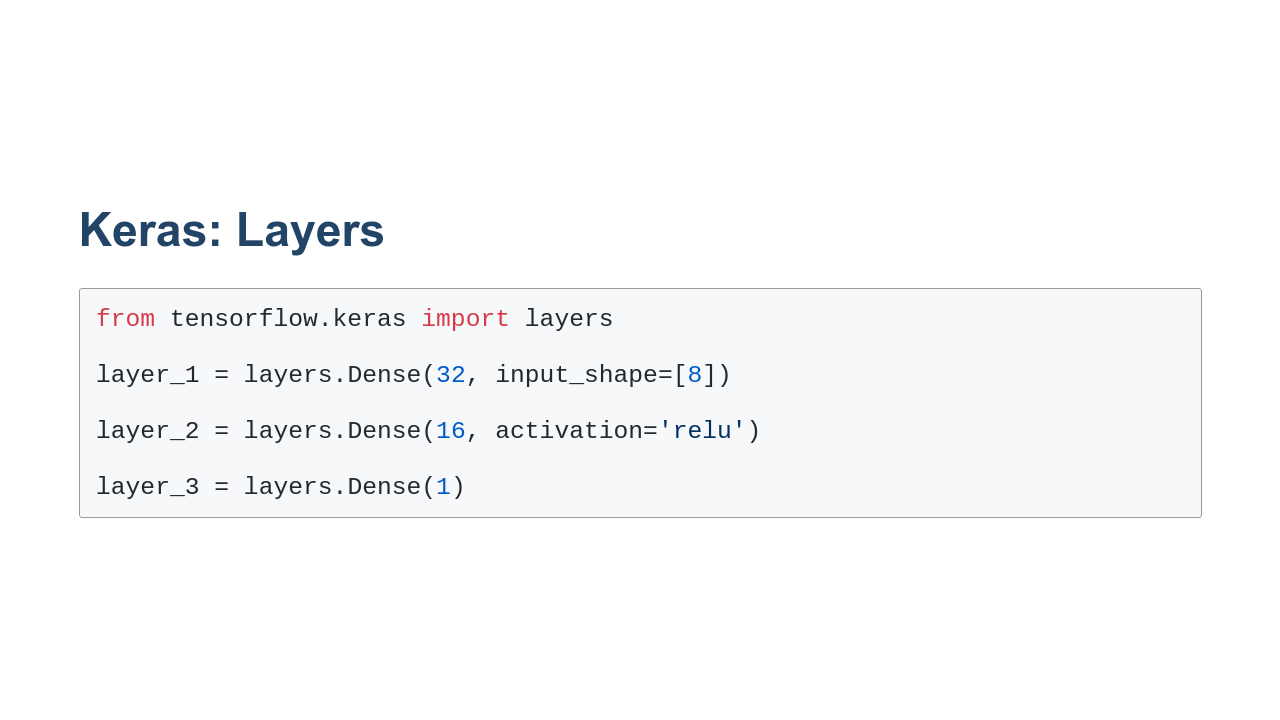 Keras: Layers
from tensorflow.keras import layers
layer_1 = layers.Dense(32, input_shape=[8])
layer_2 = layers.Dense(16, activation='relu')
layer_3 = layers.Dense(1)